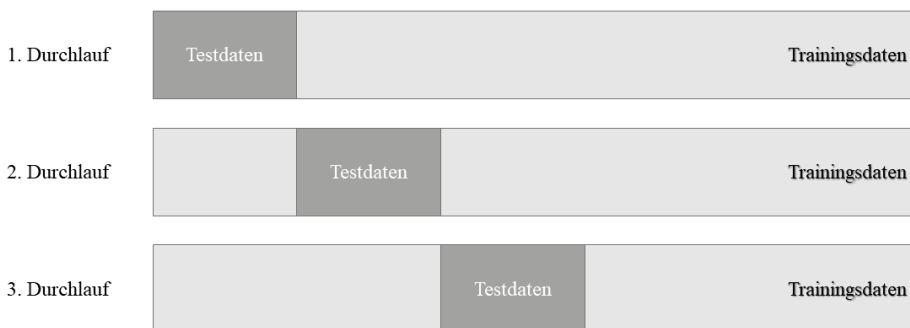 1. Durchlauf Testdaten Trainingsdaten
2. Durchlauf Testdaten Trainingsdaten
3. Durchlauf Testdaten Trainingsdaten